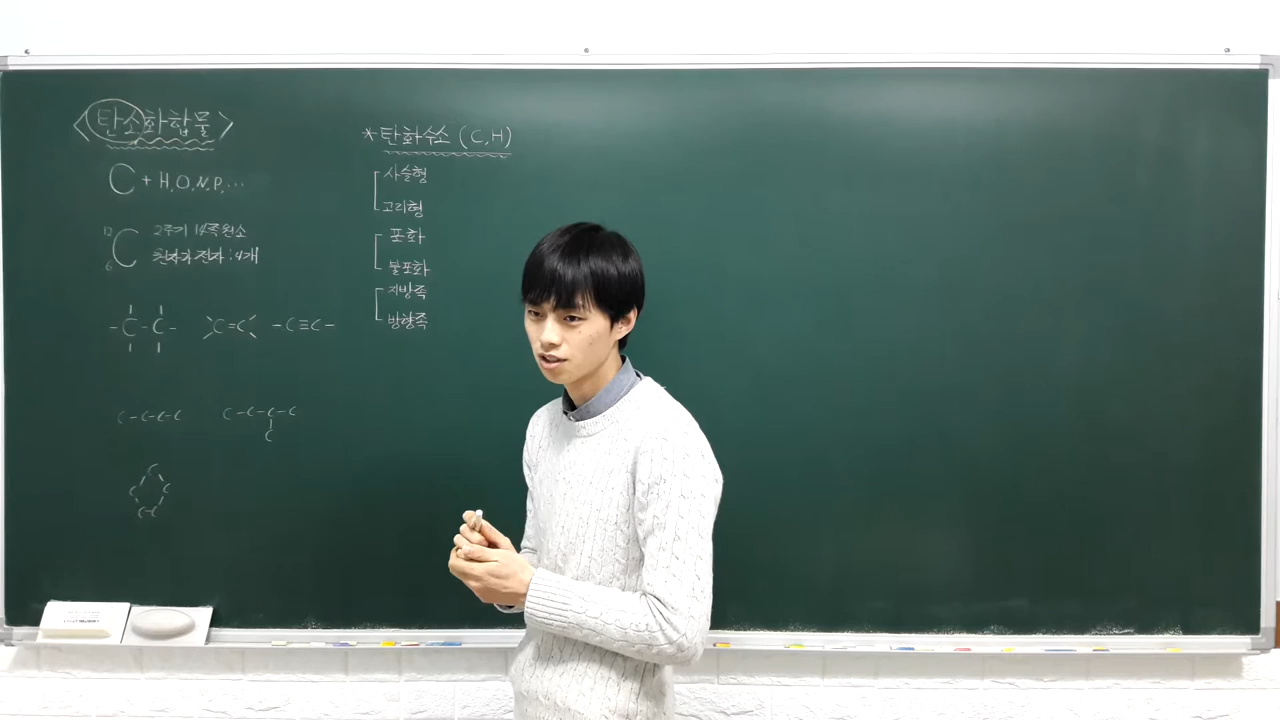 <탄소화합물>
C + H, O, N, P, ...
12 6 C 2주기 14족 원소
원자가 전자 : 4개
-C-C- C=C -C≡C-
C-C-C-C C-C-C-C
C
C
C C
C-C
* 탄화수소 (C, H)
사슬형
고리형
포화
불포화
지방족
방향족